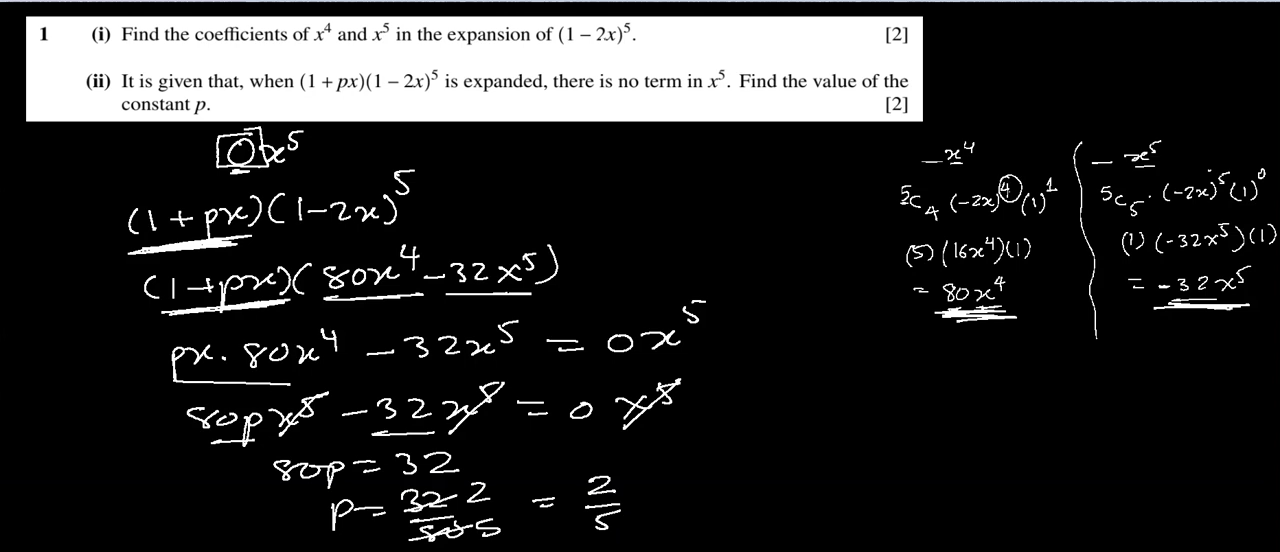 1 (i) Find the coefficients of x⁴ and x⁵ in the expansion of (1 − 2x)⁵. [2]
(ii) It is given that, when (1 + px)(1 − 2x)⁵ is expanded, there is no term in x⁵. Find the value of the
constant p. [2]
0x⁵
(1+px)(1−2x)⁵
(1+px)(80x⁴−32x⁵)
px. 80x⁴ −32x⁵ = 0x⁵
80px⁵ −32x⁵ = 0x⁵
80p = 32
p = 32/80 2/5 = 2/5
_x⁴
⁵C₄ (−2x)⁴(1)¹
(5)(16x⁴)(1)
= 80x⁴
_x⁵
⁵C₅. (−2x)⁵(1)⁰
(1)(−32x⁵)(1)
= −32x⁵